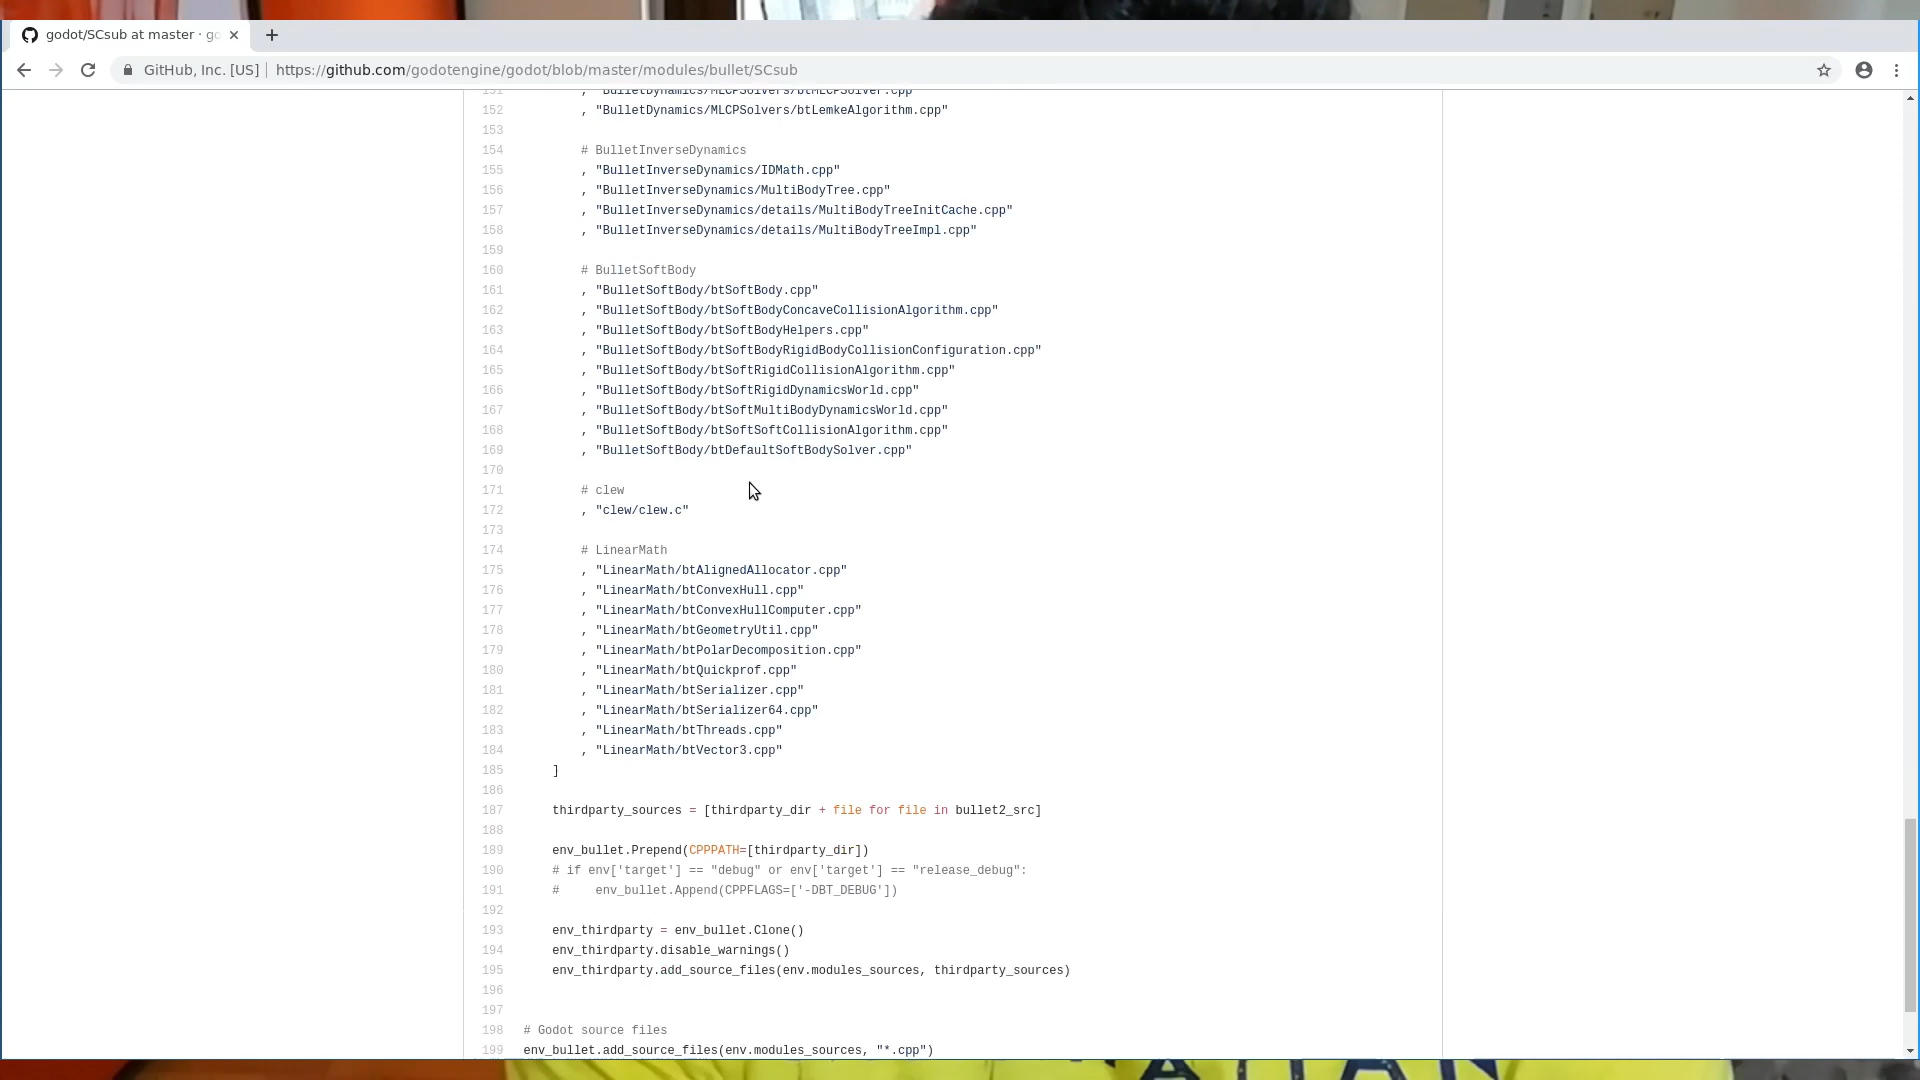 godot/SCsub at master · go
GitHub, Inc. [US] | https://github.com/godotengine/godot/blob/master/modules/bullet/SCsub
151 , "BulletDynamics/MLCPSolvers/btMLCPSolver.cpp"
152 , "BulletDynamics/MLCPSolvers/btLemkeAlgorithm.cpp"
153
154 # BulletInverseDynamics
155 , "BulletInverseDynamics/IDMath.cpp"
156 , "BulletInverseDynamics/MultiBodyTree.cpp"
157 , "BulletInverseDynamics/details/MultiBodyTreeInitCache.cpp"
158 , "BulletInverseDynamics/details/MultiBodyTreeImpl.cpp"
159
160 # BulletSoftBody
161 , "BulletSoftBody/btSoftBody.cpp"
162 , "BulletSoftBody/btSoftBodyConcaveCollisionAlgorithm.cpp"
163 , "BulletSoftBody/btSoftBodyHelpers.cpp"
164 , "BulletSoftBody/btSoftBodyRigidBodyCollisionConfiguration.cpp"
165 , "BulletSoftBody/btSoftRigidCollisionAlgorithm.cpp"
166 , "BulletSoftBody/btSoftRigidDynamicsWorld.cpp"
167 , "BulletSoftBody/btSoftMultiBodyDynamicsWorld.cpp"
168 , "BulletSoftBody/btSoftSoftCollisionAlgorithm.cpp"
169 , "BulletSoftBody/btDefaultSoftBodySolver.cpp"
170
171 # clew
172 , "clew/clew.c"
173
174 # LinearMath
175 , "LinearMath/btAlignedAllocator.cpp"
176 , "LinearMath/btConvexHull.cpp"
177 , "LinearMath/btConvexHullComputer.cpp"
178 , "LinearMath/btGeometryUtil.cpp"
179 , "LinearMath/btPolarDecomposition.cpp"
180 , "LinearMath/btQuickprof.cpp"
181 , "LinearMath/btSerializer.cpp"
182 , "LinearMath/btSerializer64.cpp"
183 , "LinearMath/btThreads.cpp"
184 , "LinearMath/btVector3.cpp"
185 ]
186
187 thirdparty_sources = [thirdparty_dir + file for file in bullet2_src]
188
189 env_bullet.Prepend(CPPPATH=[thirdparty_dir])
190 # if env['target'] == "debug" or env['target'] == "release_debug":
191 #     env_bullet.Append(CPPFLAGS=['-DBT_DEBUG'])
192
193 env_thirdparty = env_bullet.Clone()
194 env_thirdparty.disable_warnings()
195 env_thirdparty.add_source_files(env.modules_sources, thirdparty_sources)
196
197
198 # Godot source files
199 env_bullet.add_source_files(env.modules_sources, "*.cpp")